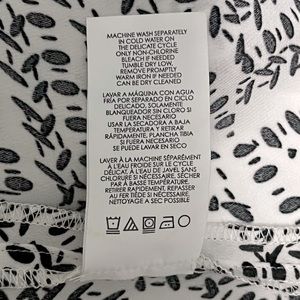 MACHINE WASH SEPARATELY
IN COLD WATER ON
THE DELICATE CYCLE
ONLY NON-CHLORINE
BLEACH IF NEEDED
TUMBLE DRY LOW,
REMOVE PROMPTLY
WARM IRON IF NEEDED
CAN BE DRY CLEANED
LAVAR A MÁQUINA CON AGUA
FRÍA POR SEPARADO EN CICLO
DELICADO, SOLAMENTE
BLANQUEADOR SIN CLORO SI
FUERA NECESARIO
USAR LA SECADORA A BAJA
TEMPERATURA Y RETIRAR
RÁPIDAMENTE, PLANCHA TIBIA
SI FUERA NECESARIO
SE PUEDE LAVAR EN SECO
LAVER À LA MACHINE SÉPARÉMENT
À L'EAU FROIDE SUR LE CYCLE
DÉLICAT. À L'EAU DE JAVEL SANS
CHLORURE SI NÉCESSAIRE. SÉCHER
PAR À BASSE TEMPÉRATURE.
RETIRER RAPIDEMENT, REPASSER AU
FER TIÈDE SI NÉCESSAIRE.
NETTOYAGE À SEC POSSIBLE